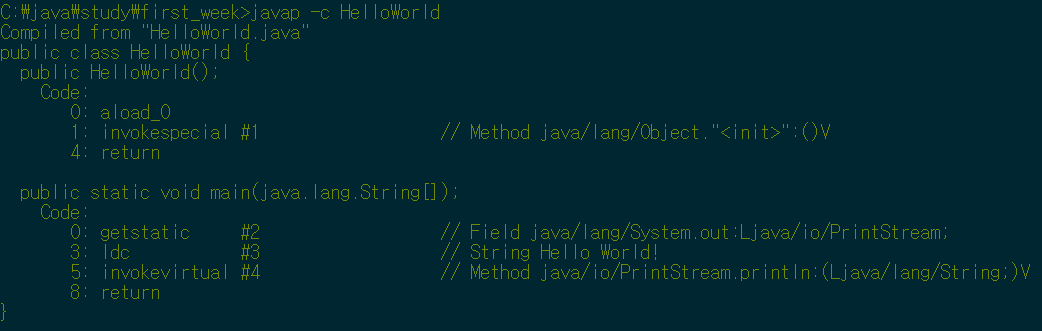 C:₩java₩study₩first_week>javap -c HelloWorld
Compiled from "HelloWorld.java"
public class HelloWorld {
  public HelloWorld();
    Code:
       0: aload_0
       1: invokespecial #1                  // Method java/lang/Object."<init>":()V
       4: return

  public static void main(java.lang.String[]);
    Code:
       0: getstatic     #2                  // Field java/lang/System.out:Ljava/io/PrintStream;
       3: ldc           #3                  // String Hello World!
       5: invokevirtual #4                  // Method java/io/PrintStream.println:(Ljava/lang/String;)V
       8: return
}